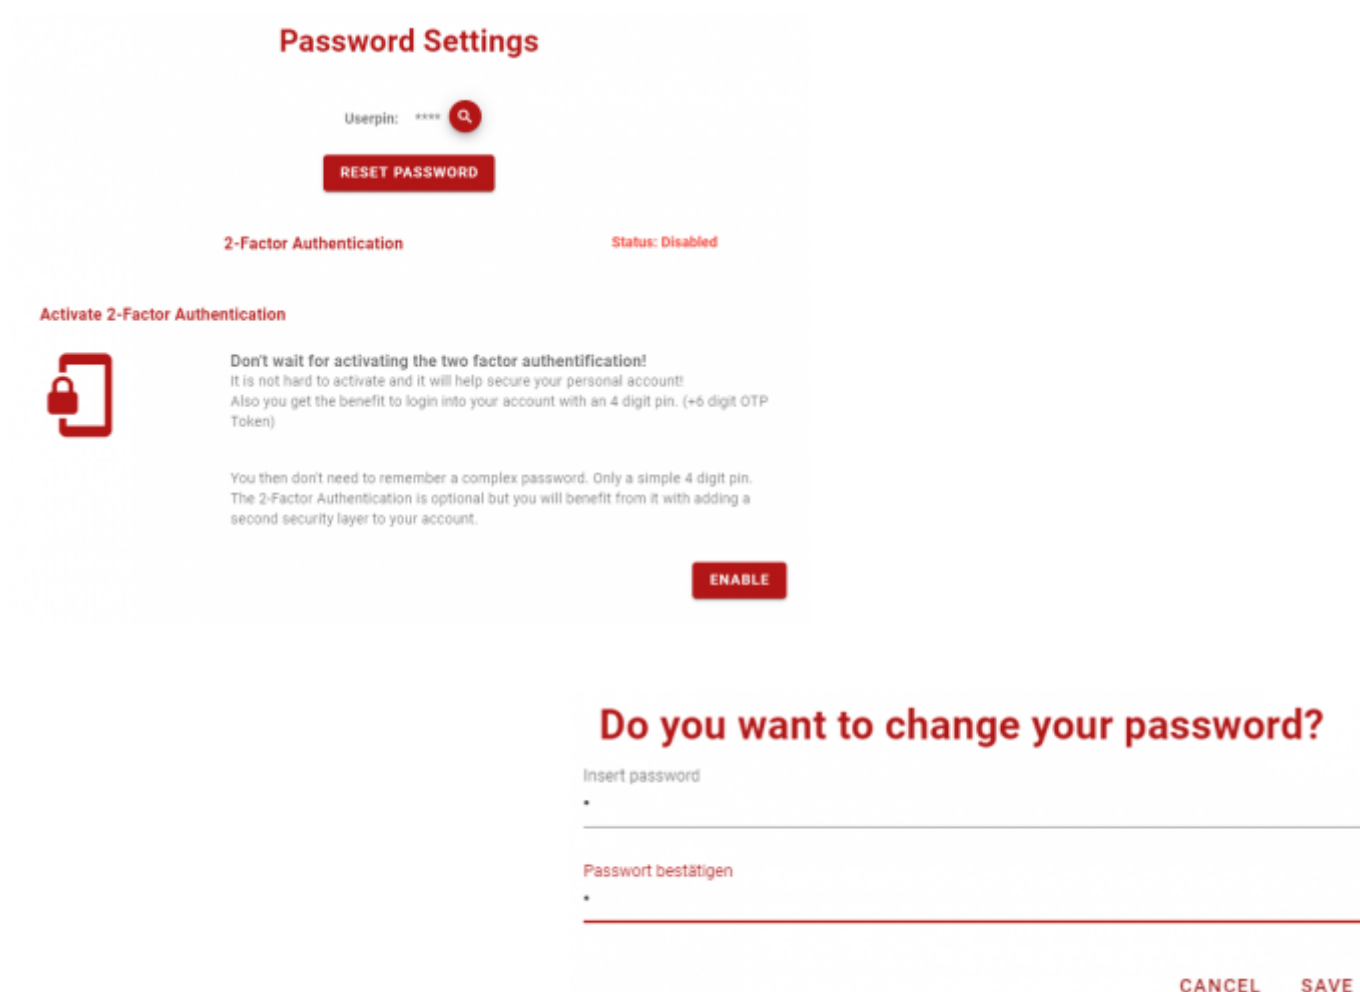 Password Settings
Userpin: ****
RESET PASSWORD
2-Factor Authentication Status: Disabled
Activate 2-Factor Authentication
Don't wait for activating the two factor authentification!
It is not hard to activate and it will help secure your personal account!
Also you get the benefit to login into your account with an 4 digit pin. (+6 digit OTP
Token)
You then don't need to remember a complex password. Only a simple 4 digit pin.
The 2-Factor Authentication is optional but you will benefit from it with adding a
second security layer to your account.
ENABLE
Do you want to change your password?
Insert password
•
Passwort bestätigen
•
CANCEL SAVE